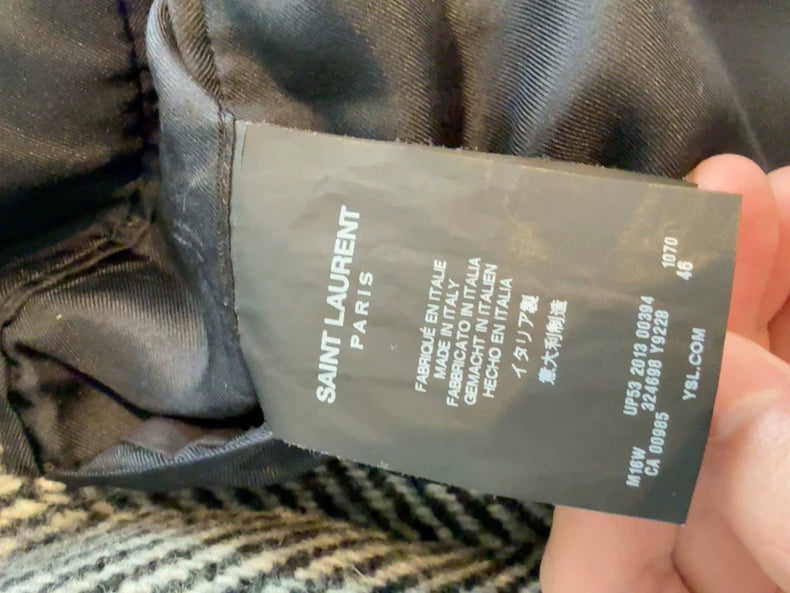 SAINT LAURENT
PARIS
FABRIQUÉ EN ITALIE
MADE IN ITALY
FABBRICATO IN ITALIA
GEMACHT IN ITALIEN
HECHO EN ITALIA
イタリア製
意大利制造
M16W UP53 2013 00394 1070
CA 00985 324698 Y922B 46
YSL.COM